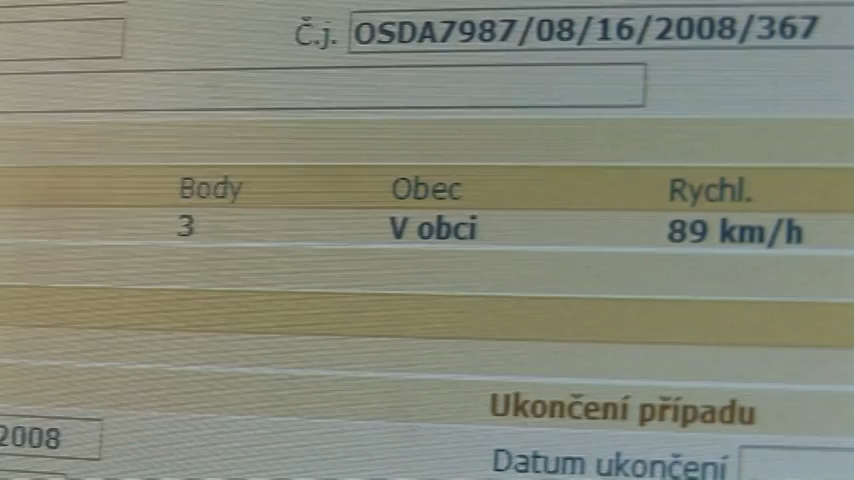 Č.j. OSDA7987/08/16/2008/367
Body Obec Rychl.
3 V obci 89 km/h
Ukončení případu
2008
Datum ukončení